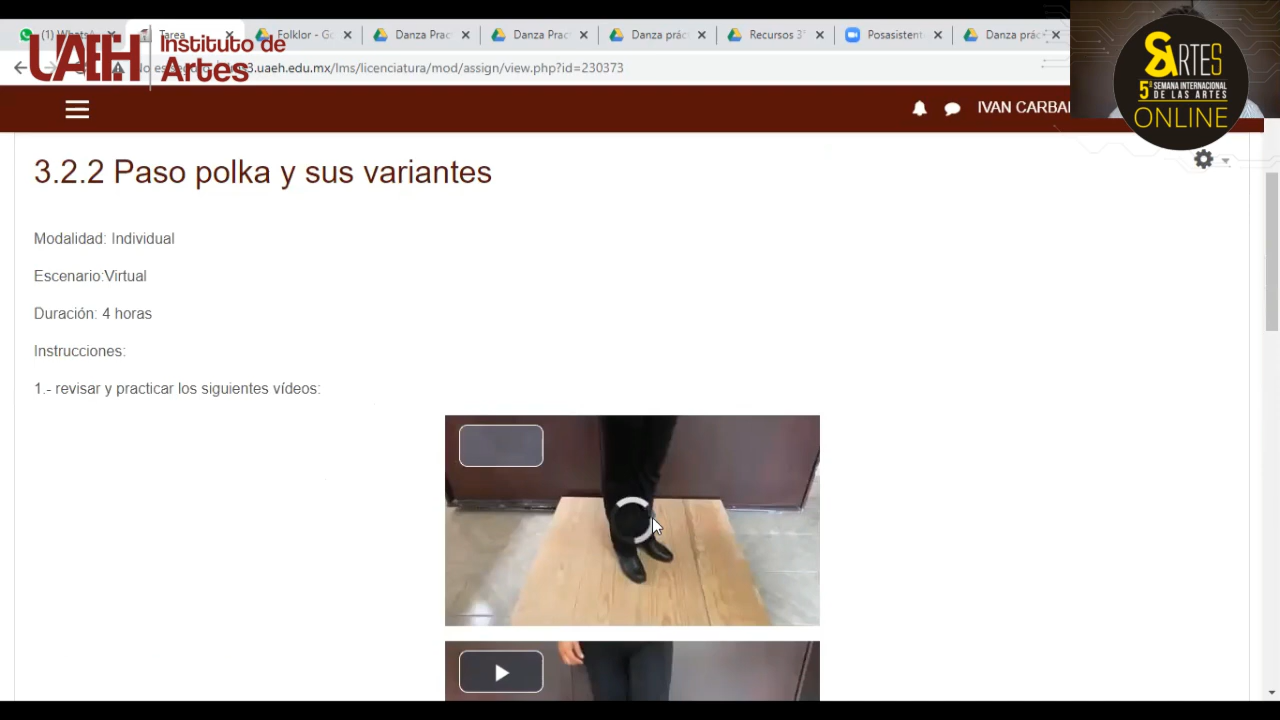 UAEH Instituto de Artes
(1) Whats
Tarea
Folklor - Go
Danza Prac
Danza Prac
Danza prác
Recursos 3°
Posasistent
Danza prác
uaeh.edu.mx/lms/licenciatura/mod/assign/view.php?id=230373
SARTES
5ª SEMANA INTERNACIONAL
DE LAS ARTES
ONLINE
IVAN CARBA
3.2.2 Paso polka y sus variantes
Modalidad: Individual
Escenario:Virtual
Duración: 4 horas
Instrucciones:
1.- revisar y practicar los siguientes vídeos: